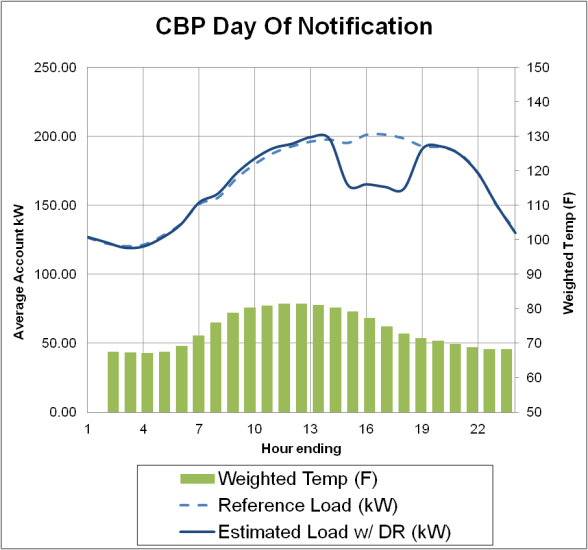 CBP Day Of Notification
250.00
200.00
150.00
100.00
50.00
0.00
Average Account kW
150
140
130
120
110
100
90
80
70
60
50
Weighted Temp (F)
1 4 7 10 13 16 19 22
Hour ending
Weighted Temp (F)
Reference Load (kW)
Estimated Load w/ DR (kW)